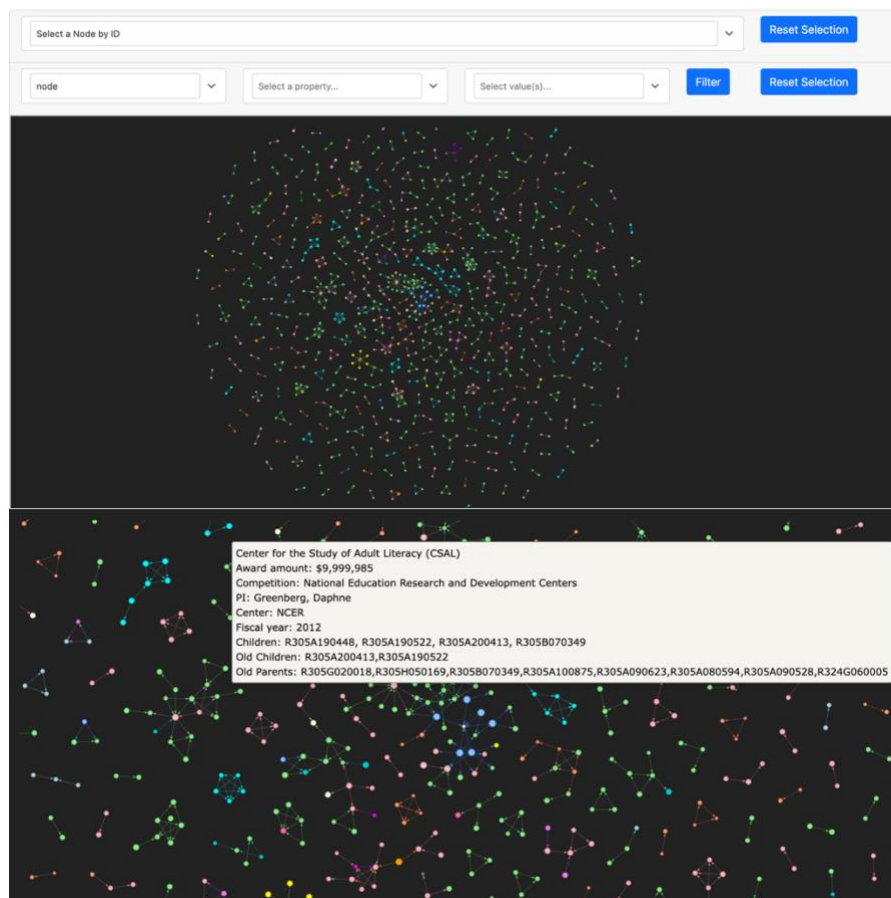 Select a Node by ID
Reset Selection
node
Select a property...
Select value(s)...
Filter
Reset Selection
Center for the Study of Adult Literacy (CSAL)
Award amount: $9,999,985
Competition: National Education Research and Development Centers
PI: Greenberg, Daphne
Center: NCER
Fiscal year: 2012
Children: R305A190448, R305A190522, R305A200413, R305B070349
Old Children: R305A200413,R305A190522
Old Parents: R305G020018,R305H050169,R305B070349,R305A100875,R305A090623,R305A080594,R305A090528,R324G060005